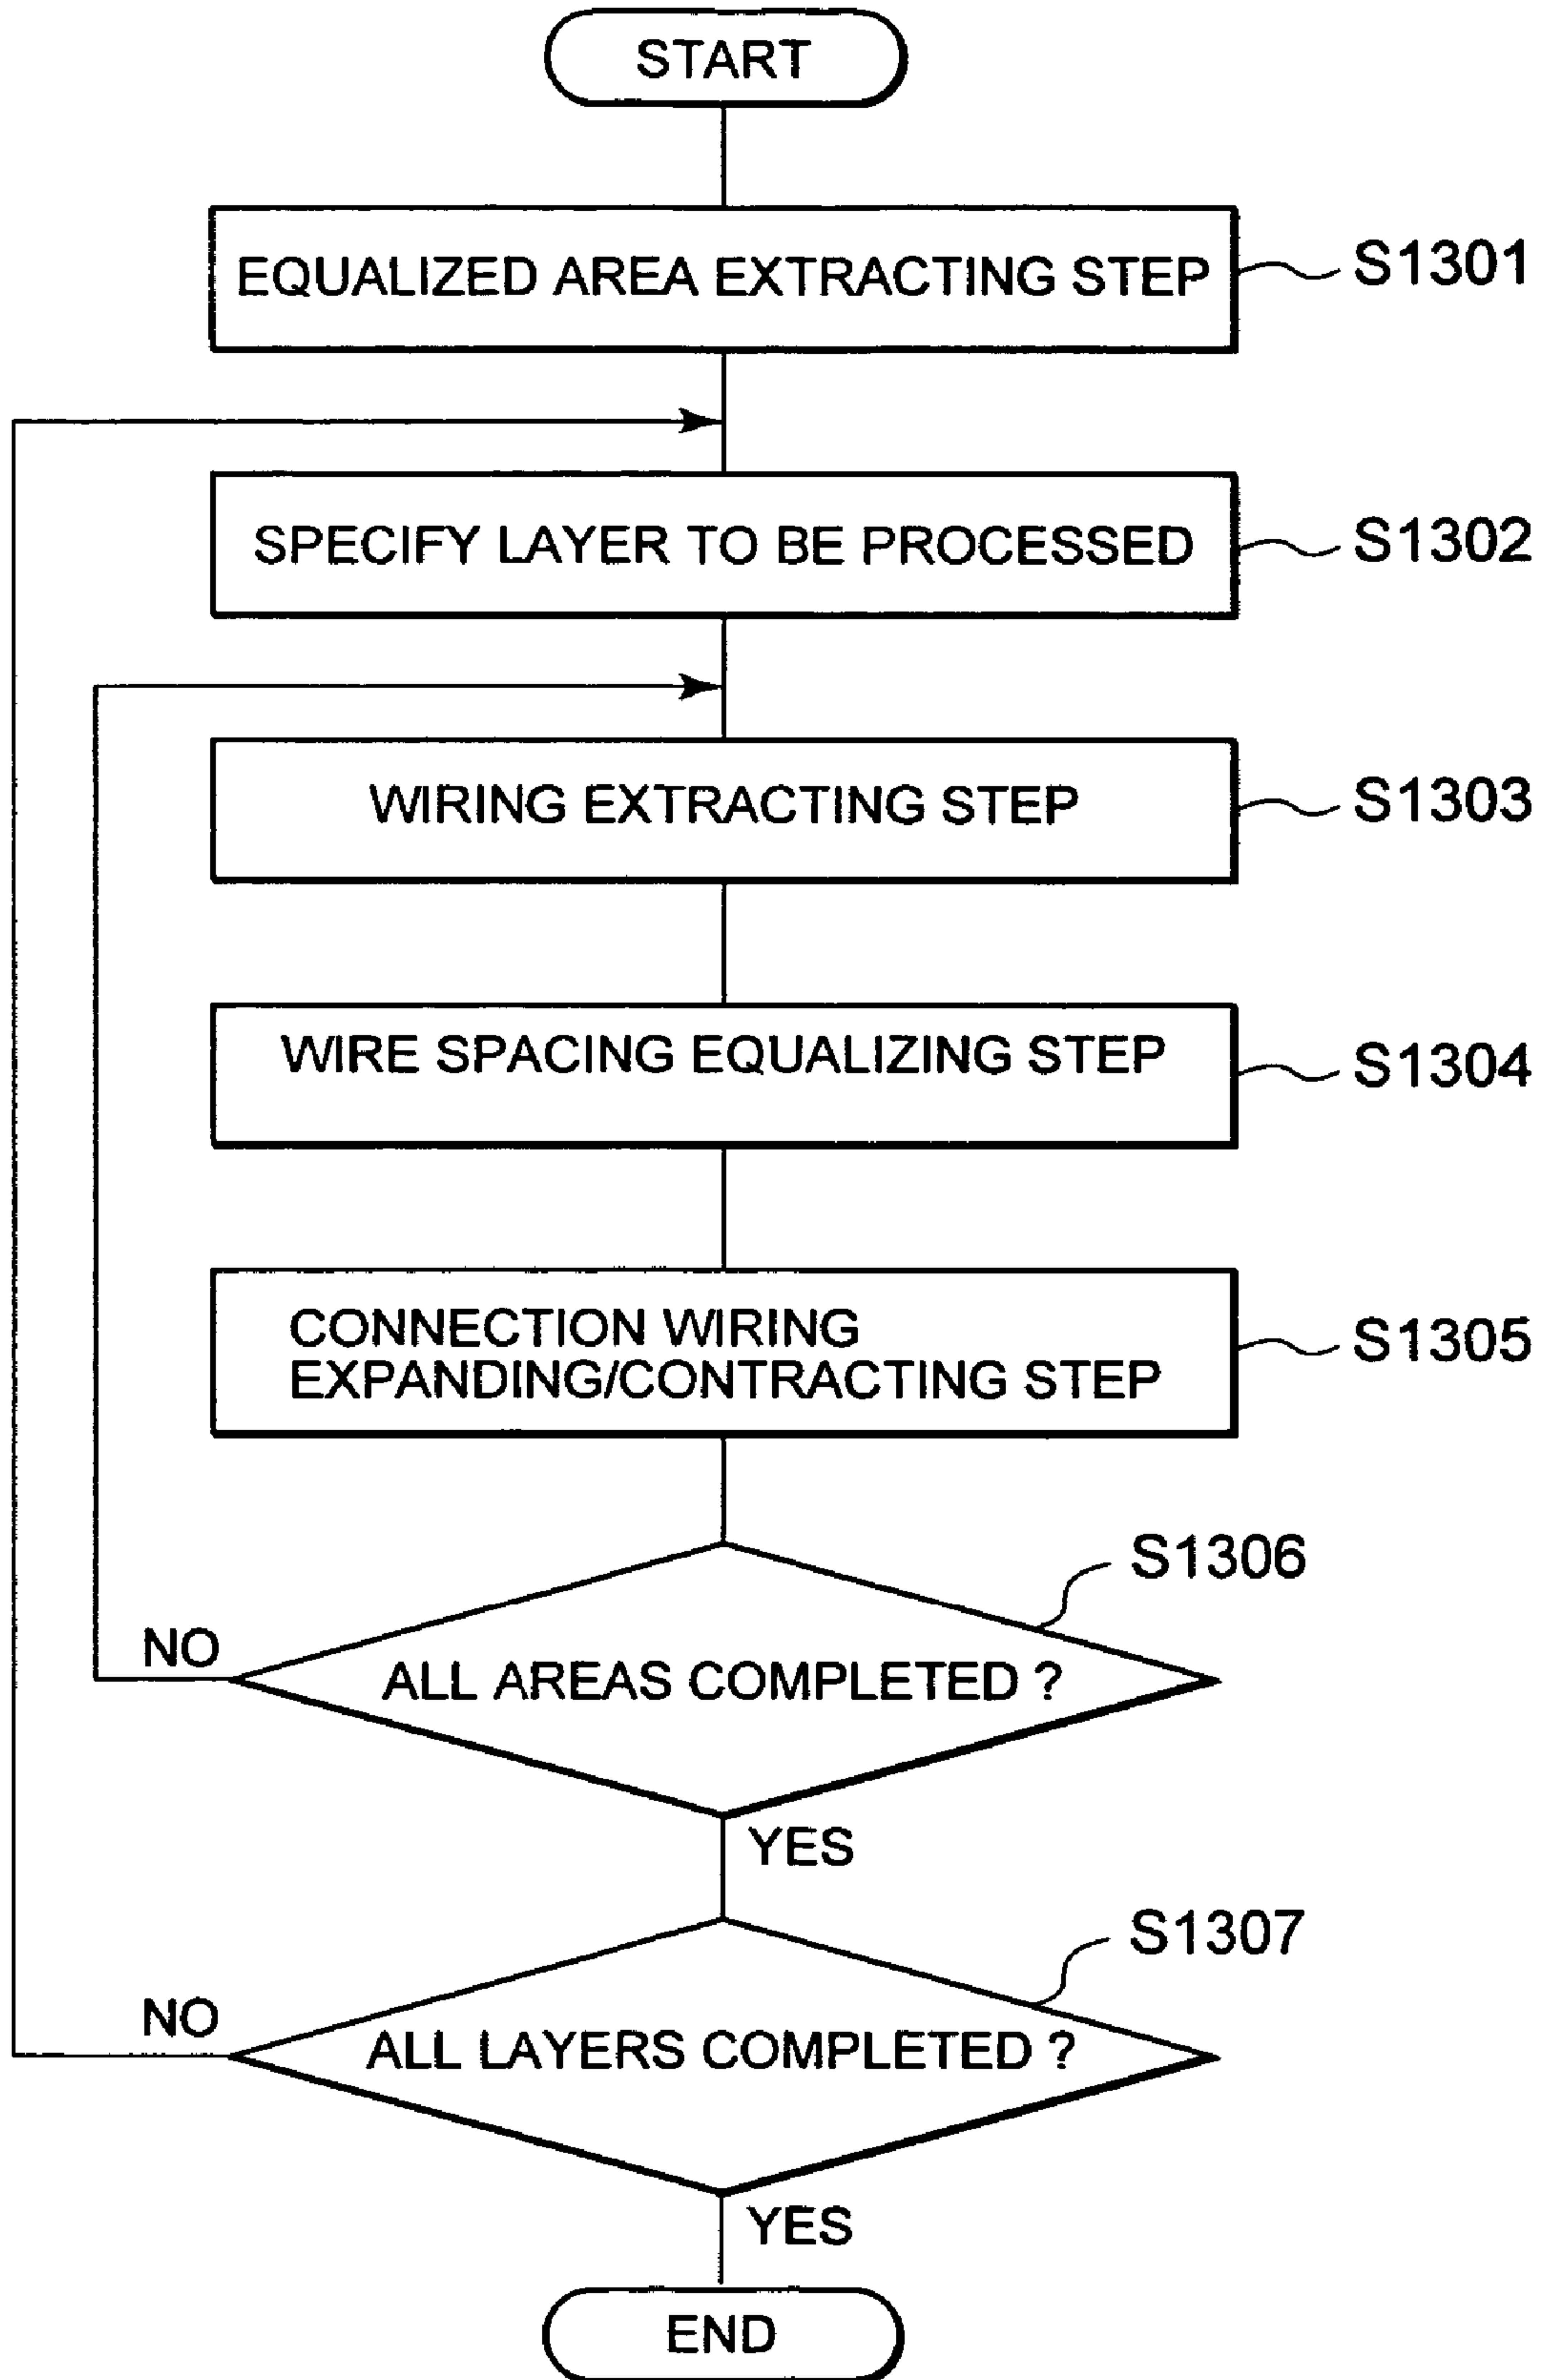 START
EQUALIZED AREA EXTRACTING STEP
S1301
SPECIFY LAYER TO BE PROCESSED
S1302
WIRING EXTRACTING STEP
S1303
WIRE SPACING EQUALIZING STEP
S1304
CONNECTION WIRING
EXPANDING/CONTRACTING STEP
S1305
S1306
NO
ALL AREAS COMPLETED ?
YES
S1307
NO
ALL LAYERS COMPLETED ?
YES
END